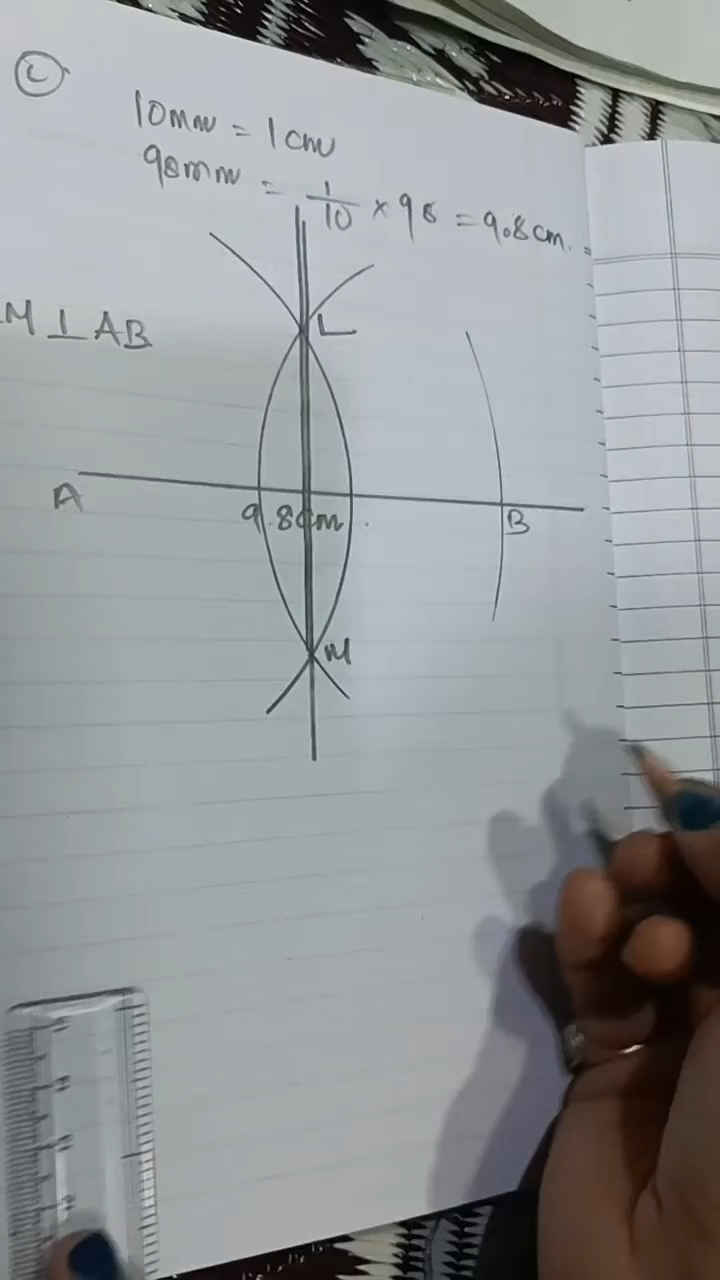 c
10mm = 1cm
98mm = 1/10 × 98 = 9.8cm. =
M ⊥ AB
L
A
9.8cm.
B
M